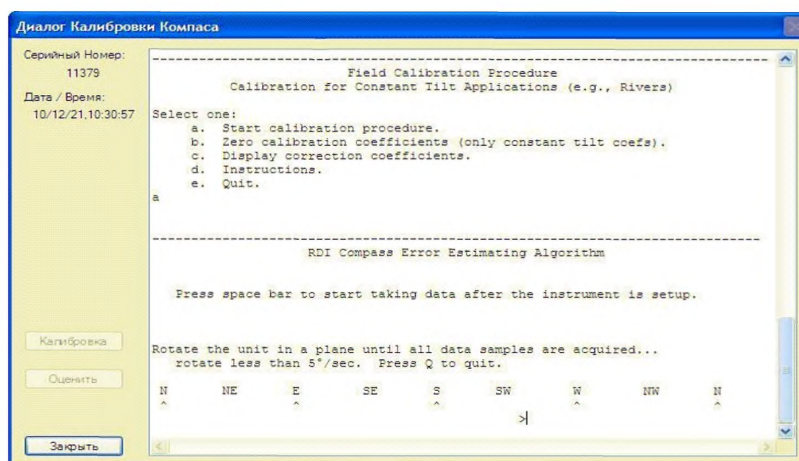 Диалог Калибровки Компаса
Серийный Номер:
11379
Дата / Время:
10/12/21,10:30:57
Калибровка
Оценить
Закрыть
Field Calibration Procedure
Calibration for Constant Tilt Applications (e.g., Rivers)
Select one:
a. Start calibration procedure.
b. Zero calibration coefficients (only constant tilt coefs).
c. Display correction coefficients.
d. Instructions.
e. Quit.
a
RDI Compass Error Estimating Algorithm
Press space bar to start taking data after the instrument is setup.
Rotate the unit in a plane until all data samples are acquired...
rotate less than 5°/sec. Press Q to quit.
N NE E SE S SW W NW N
^ ^ ^ ^ ^
>